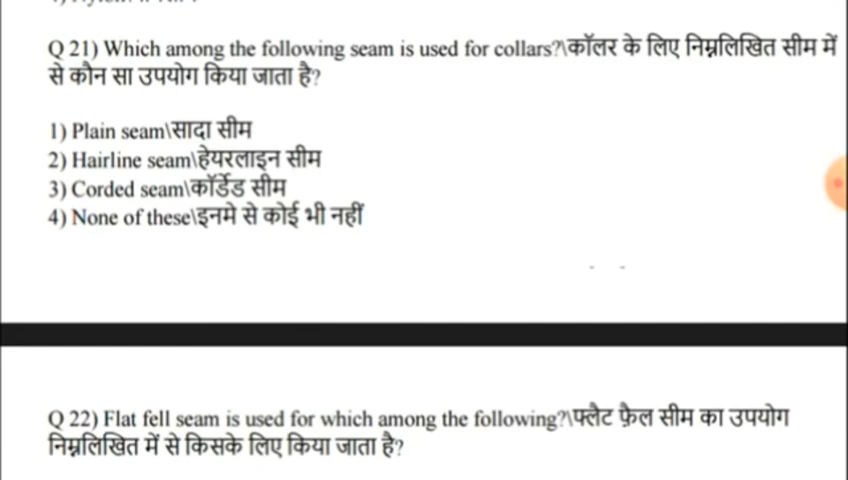 Q 21) Which among the following seam is used for collars?\कॉलर के लिए निम्नलिखित सीम में
से कौन सा उपयोग किया जाता है?
1) Plain seam\सादा सीम
2) Hairline seam\हेयरलाइन सीम
3) Corded seam\कॉर्डेड सीम
4) None of these\इनमे से कोई भी नहीं
Q 22) Flat fell seam is used for which among the following?\फ्लैट फ़ेल सीम का उपयोग
निम्नलिखित में से किसके लिए किया जाता है?